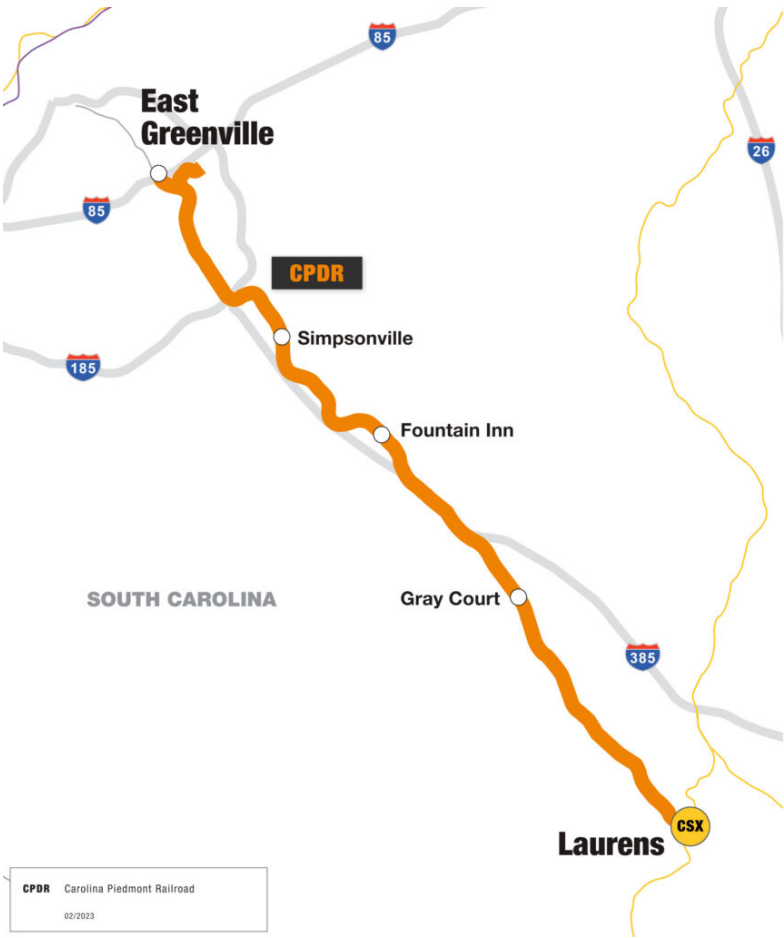 85
East
Greenville
26
85
CPDR
Simpsonville
185
Fountain Inn
SOUTH CAROLINA
Gray Court
385
CSX
Laurens
CPDR Carolina Piedmont Railroad
02/2023